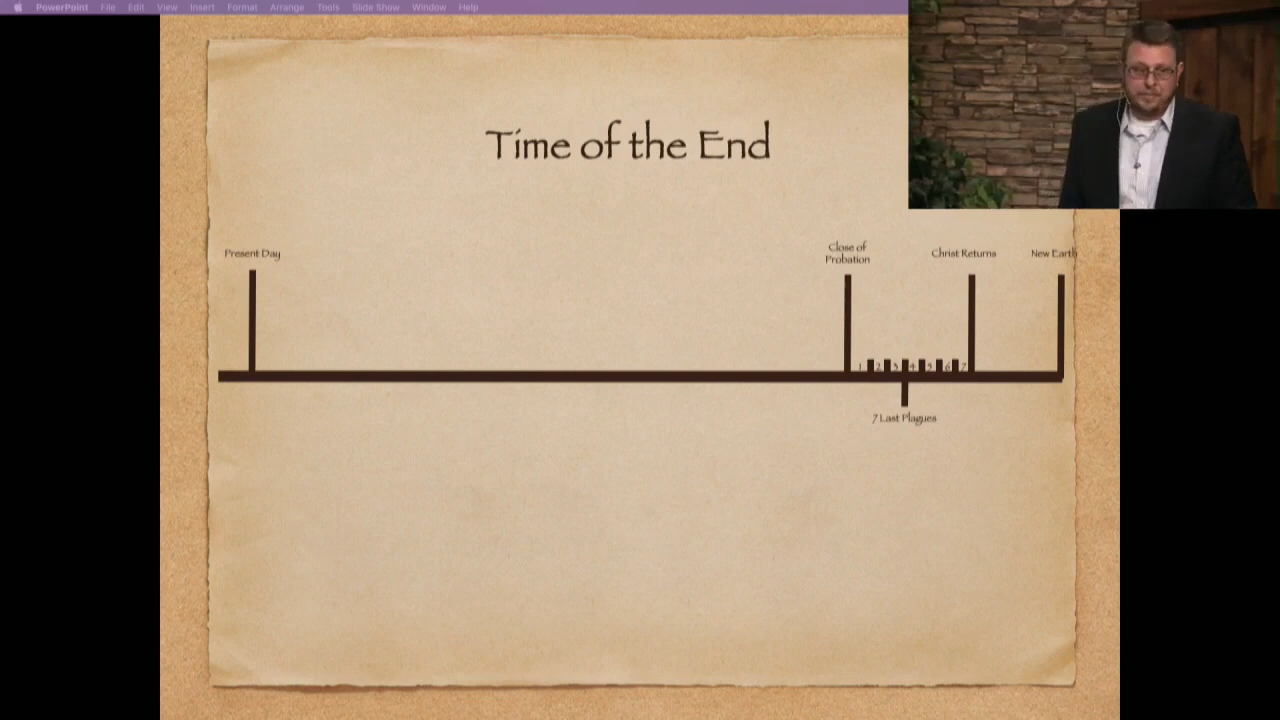 PowerPoint File Edit View Insert Format Arrange Tools Slide Show Window Help
Time of the End
Present Day
Close of
Probation
Christ Returns
New Earth
1 2 3 4 5 6 7
7 Last Plagues